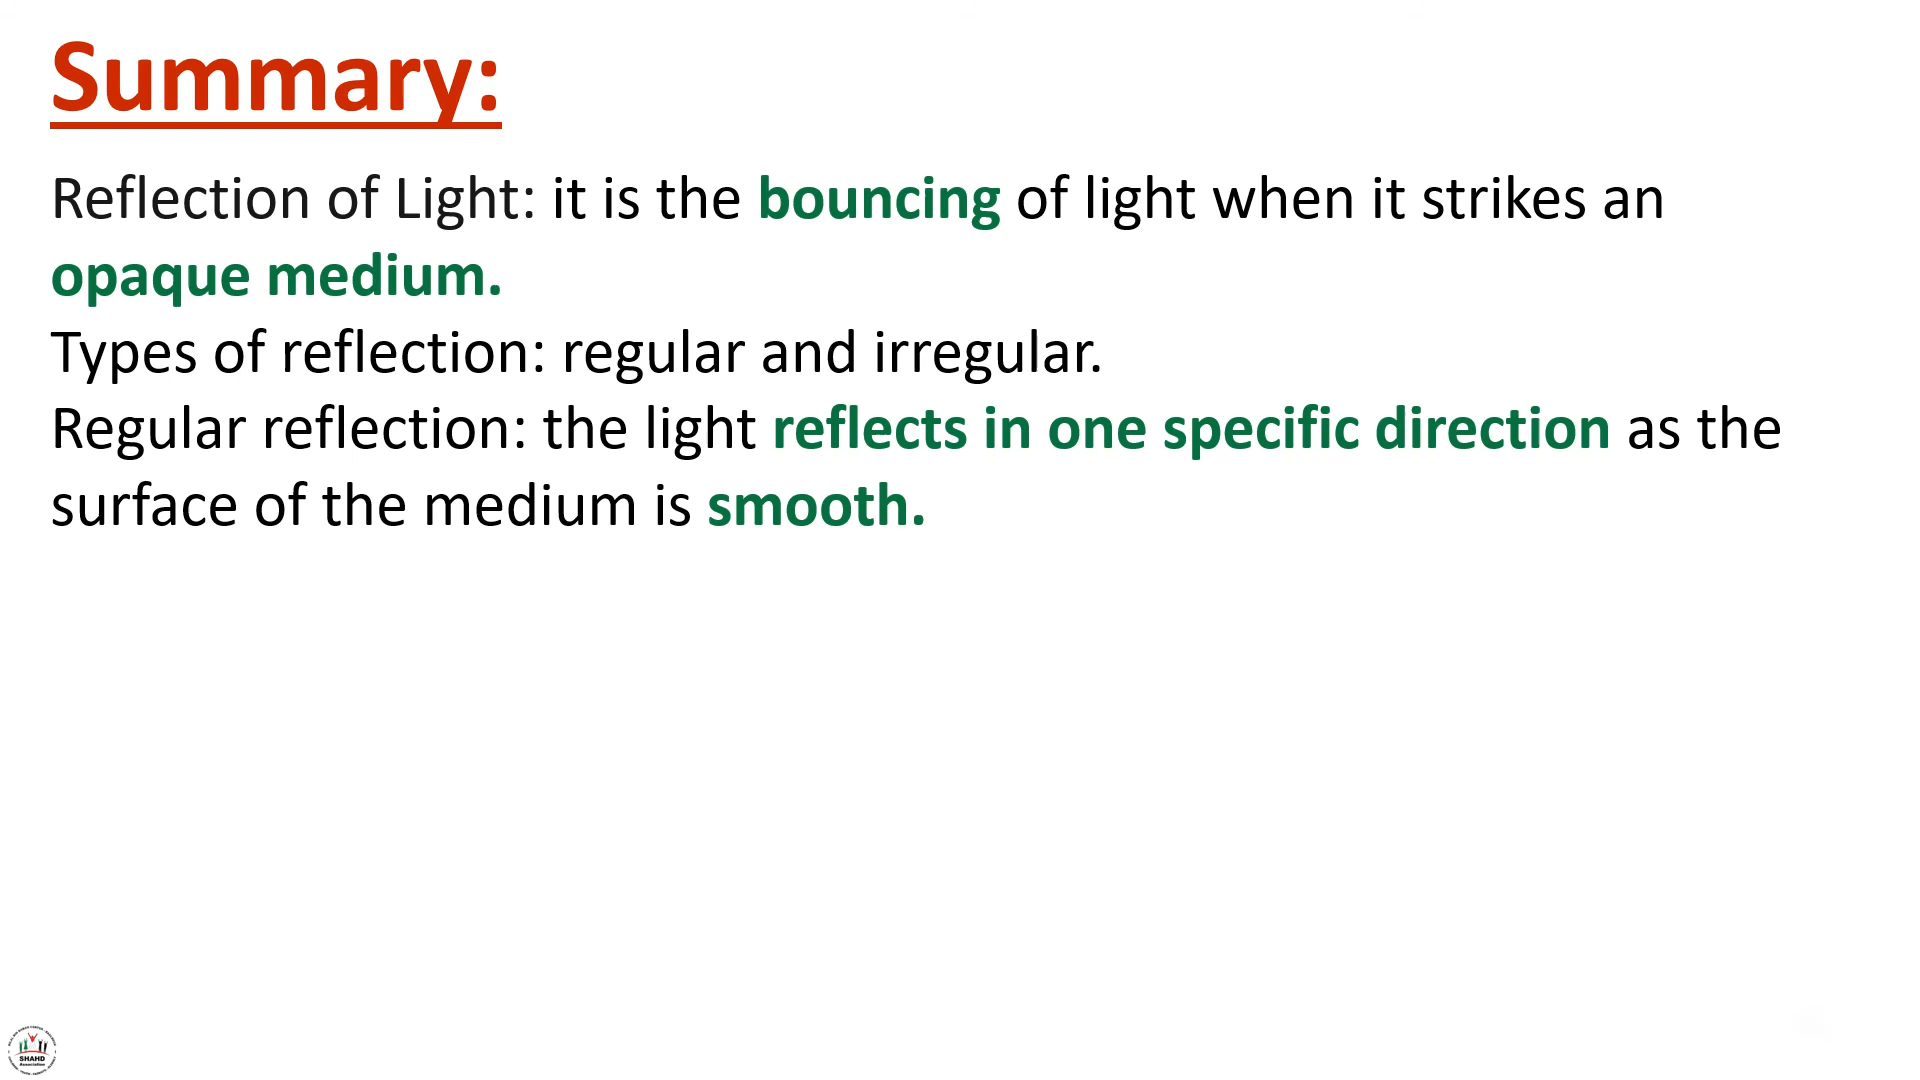 Summary:
Reflection of Light: it is the bouncing of light when it strikes an
opaque medium.
Types of reflection: regular and irregular.
Regular reflection: the light reflects in one specific direction as the
surface of the medium is smooth.
SHAHD
Association